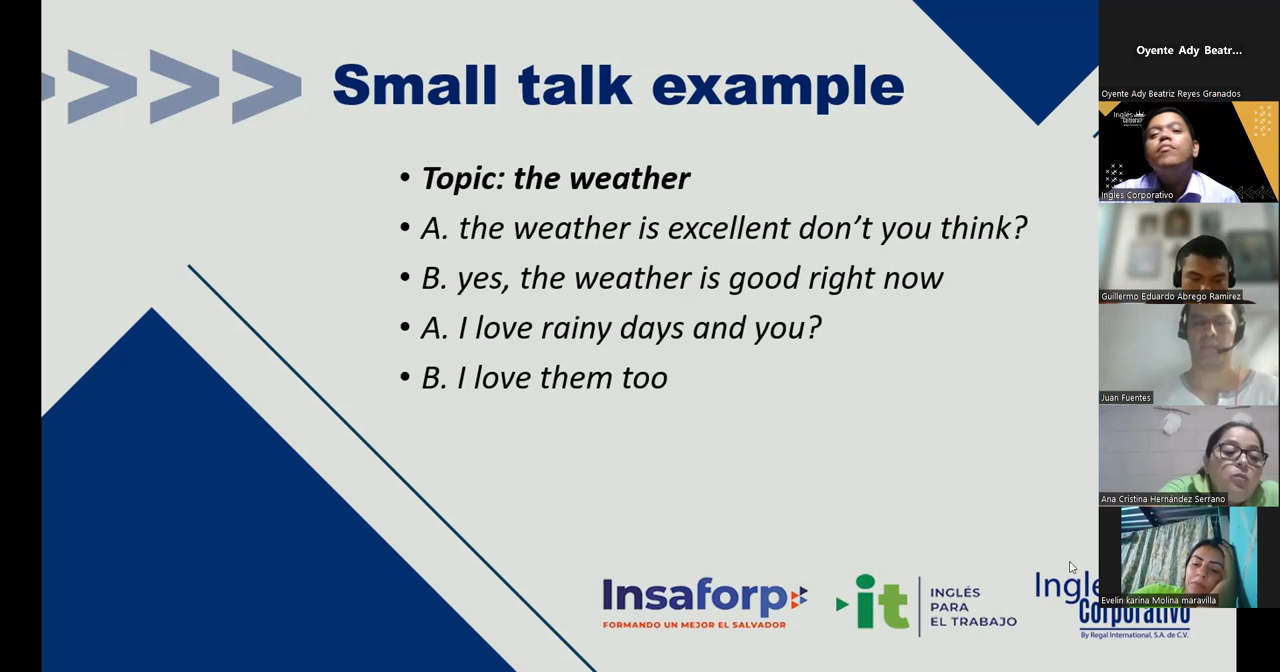 Small talk example
• Topic: the weather
• A. the weather is excellent don’t you think?
• B. yes, the weather is good right now
• A. I love rainy days and you?
• B. I love them too
Insaforp
FORMANDO UN MEJOR EL SALVADOR
it
INGLÉS
PARA
EL TRABAJO
Ingle
Corporativo
By Regal International, S.A. de C.V.
Oyente Ady Beatr...
Oyente Ady Beatriz Reyes Granados
Inglés
Corporativo
Ingles Corporativo
Guillermo Eduardo Abrego Ramirez
Juan Fuentes
Ana Cristina Hernández Serrano
Evelin karina Molina maravilla